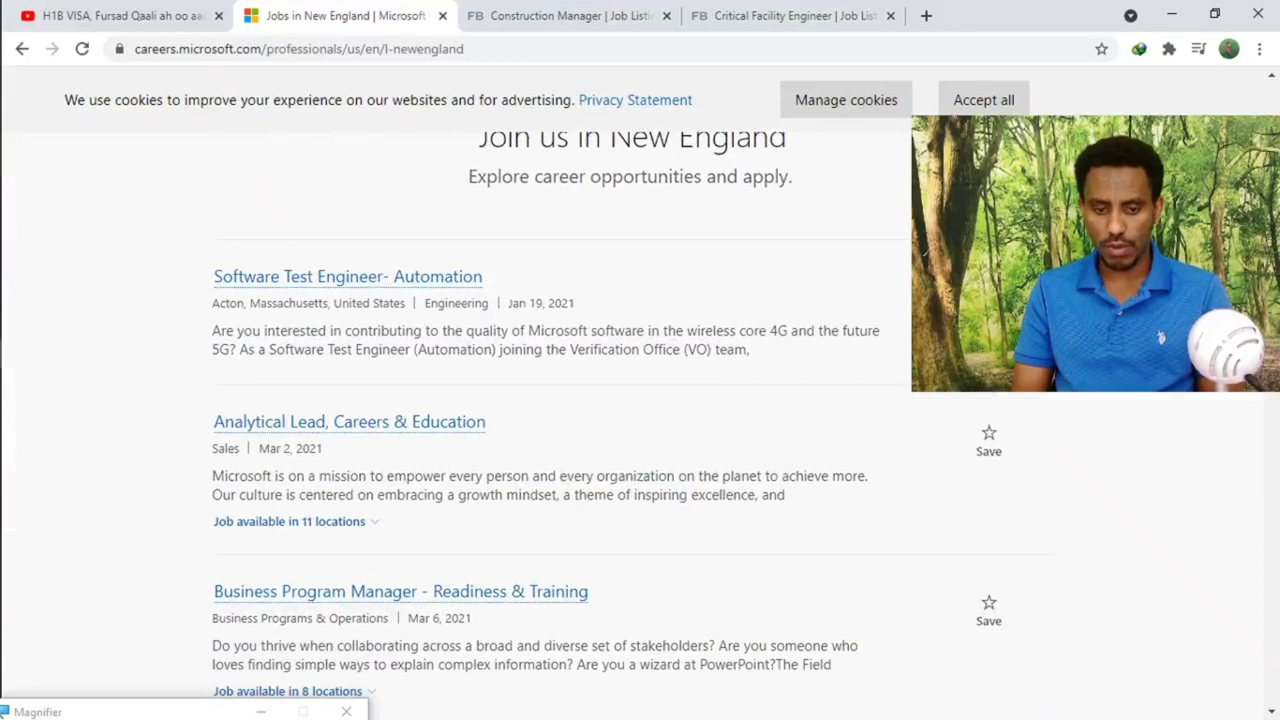 H1B VISA, Fursad Qaali ah oo aa
Jobs in New England | Microsoft
FB Construction Manager | Job Listi
FB Critical Facility Engineer | Job List
careers.microsoft.com/professionals/us/en/l-newengland
We use cookies to improve your experience on our websites and for advertising. Privacy Statement
Manage cookies
Accept all
Join us in New England
Explore career opportunities and apply.
Software Test Engineer- Automation
Acton, Massachusetts, United States | Engineering | Jan 19, 2021
Are you interested in contributing to the quality of Microsoft software in the wireless core 4G and the future
5G? As a Software Test Engineer (Automation) joining the Verification Office (VO) team,
Analytical Lead, Careers & Education
Sales | Mar 2, 2021
Save
Microsoft is on a mission to empower every person and every organization on the planet to achieve more.
Our culture is centered on embracing a growth mindset, a theme of inspiring excellence, and
Job available in 11 locations
Business Program Manager - Readiness & Training
Business Programs & Operations | Mar 6, 2021
Save
Do you thrive when collaborating across a broad and diverse set of stakeholders? Are you someone who
loves finding simple ways to explain complex information? Are you a wizard at PowerPoint?The Field
Job available in 8 locations
Magnifier